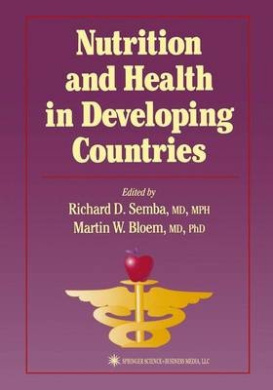 Nutrition
and Health
in Developing
Countries
Edited by
Richard D. Semba, MD, MPH
Martin W. Bloem, MD, PhD
SPRINGER SCIENCE+BUSINESS MEDIA, LLC